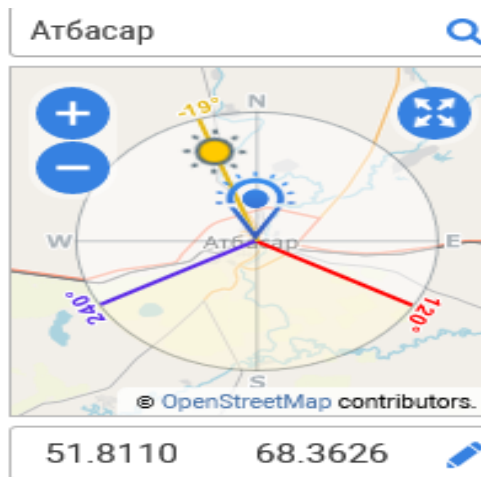 Атбасар
-19°
N
W
Атбасар
E
240°
120°
S
© OpenStreetMap contributors.
51.8110 68.3626